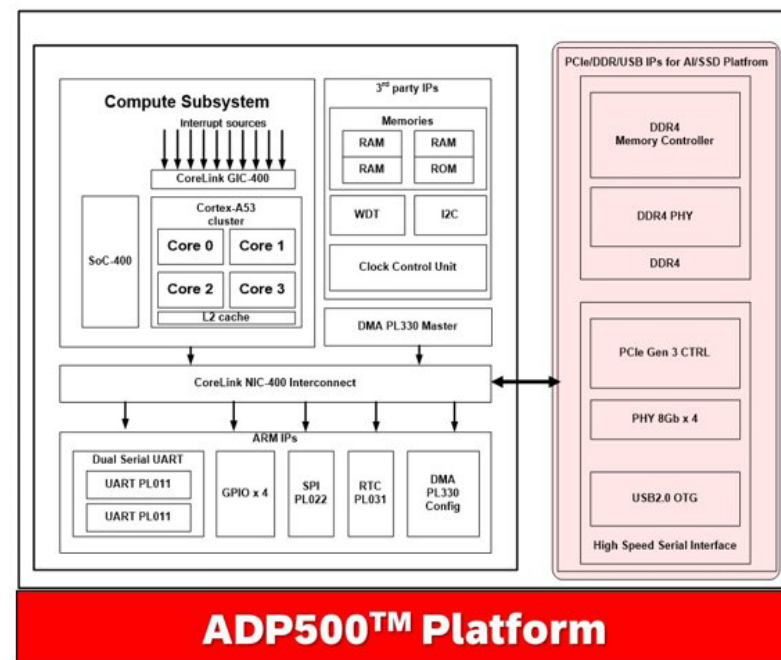 Compute Subsystem
Interrupt sources
CoreLink GIC-400
SoC-400
Cortex-A53
cluster
Core 0
Core 1
Core 2
Core 3
L2 cache
3rd party IPs
Memories
RAM
RAM
RAM
ROM
WDT
I2C
Clock Control Unit
DMA PL330 Master
CoreLink NIC-400 Interconnect
ARM IPs
Dual Serial UART
UART PL011
UART PL011
GPIO x 4
SPI
PL022
RTC
PL031
DMA
PL330
Config
PCIe/DDR/USB IPs for AI/SSD Platfrom
DDR4
Memory Controller
DDR4 PHY
DDR4
PCIe Gen 3 CTRL
PHY 8Gb x 4
USB2.0 OTG
High Speed Serial Interface
ADP500™ Platform